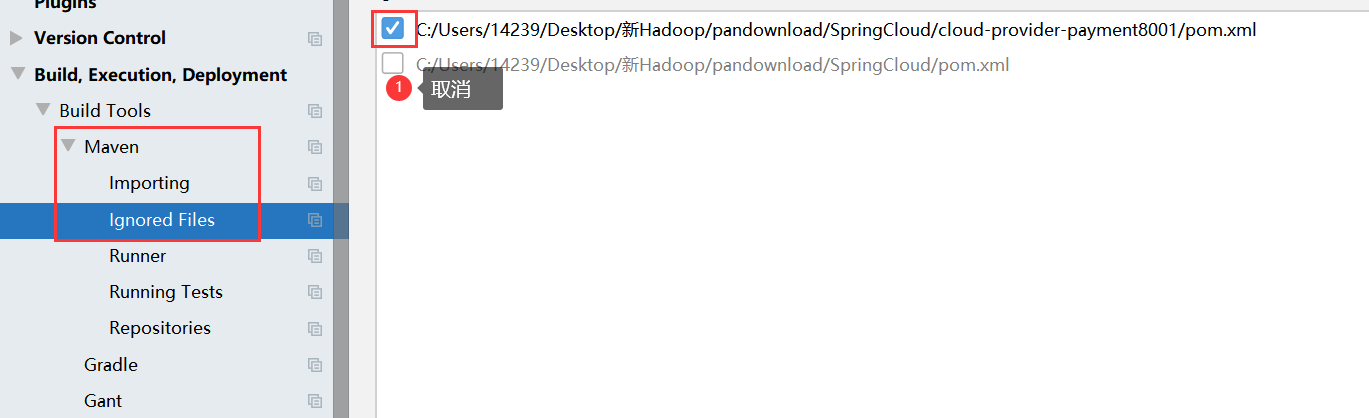 Plugins
Version Control
Build, Execution, Deployment
Build Tools
Maven
Importing
Ignored Files
Runner
Running Tests
Repositories
Gradle
Gant
C:/Users/14239/Desktop/新Hadoop/pandownload/SpringCloud/cloud-provider-payment8001/pom.xml
C:/Users/14239/Desktop/新Hadoop/pandownload/SpringCloud/pom.xml
1 取消